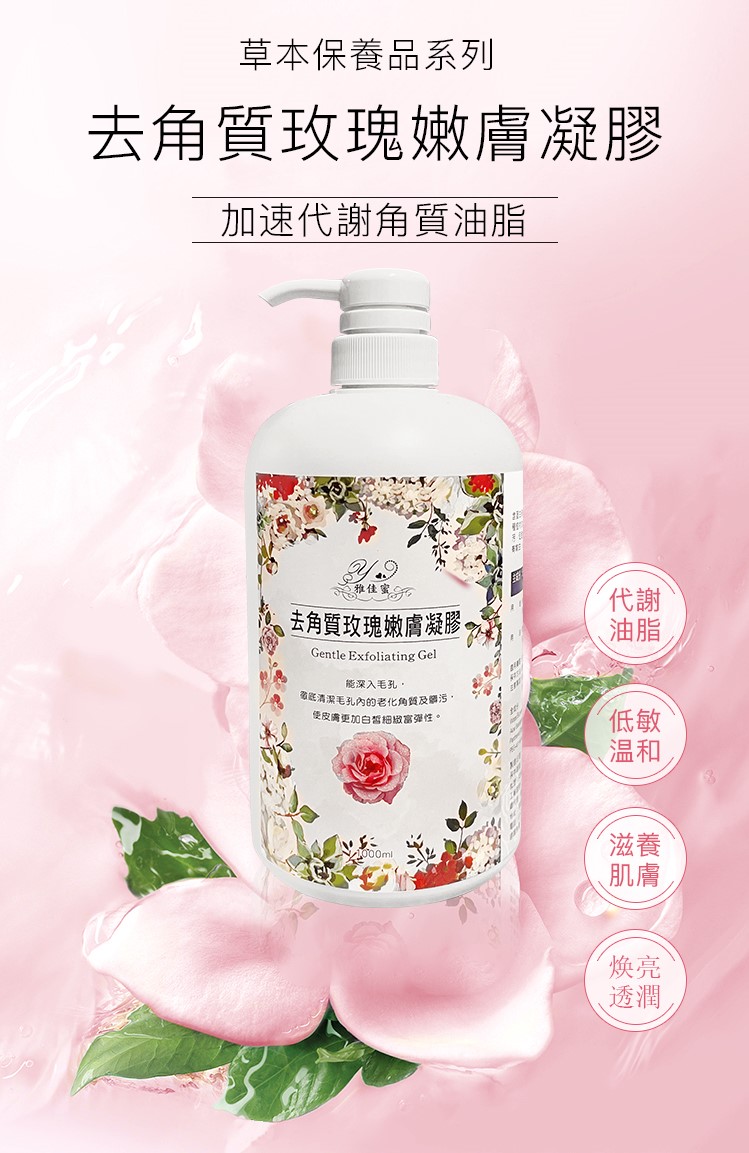 草本保養品系列
去角質玫瑰嫩膚凝膠
加速代謝角質油脂
雅佳蜜
去角質玫瑰嫩膚凝膠
Gentle Exfoliating Gel
能深入毛孔，
徹底清潔毛孔內的老化角質及髒污，
使皮膚更加白皙細緻富彈性。
1000ml
代謝
油脂
低敏
温和
滋養
肌膚
焕亮
透潤